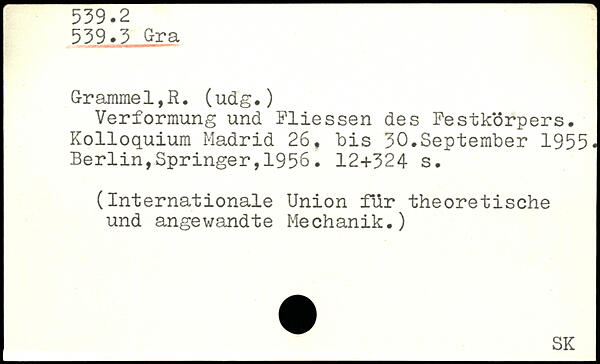 539.2
539.3 Gra
Grammel,R. (udg.)
Verformung und Fliessen des Festkörpers.
Kolloquium Madrid 26. bis 30.September 1955.
Berlin,Springer,1956. 12+324 s.
(Internationale Union für theoretische
und angewandte Mechanik.)
SK